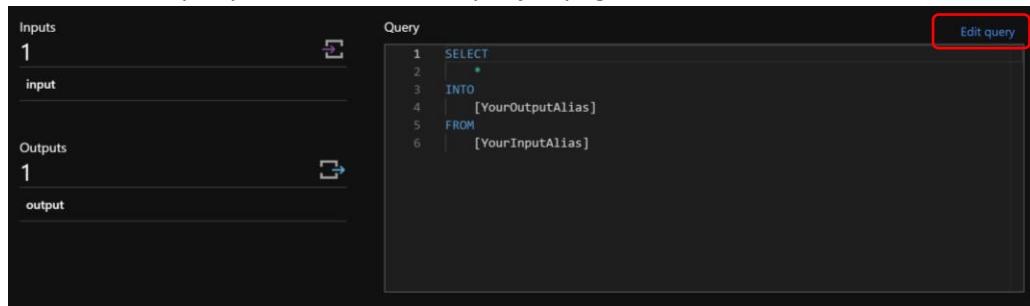 Inputs
1
input
Outputs
1
output
Query
Edit query
1 SELECT
2 *
3 INTO
4 [YourOutputAlias]
5 FROM
6 [YourInputAlias]